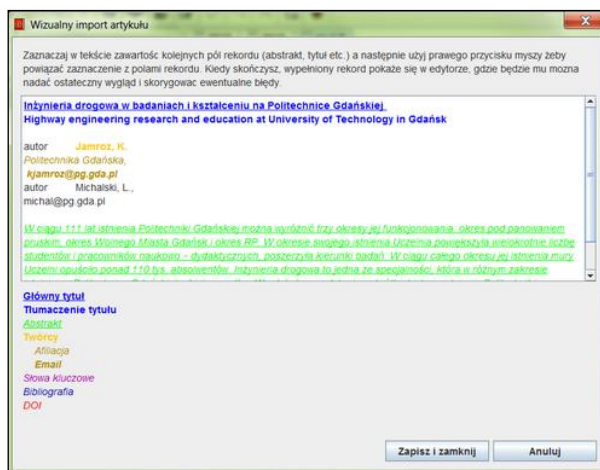 Wizualny import artykułu
Zaznaczaj w tekście zawartośc kolejnych pól rekordu (abstrakt, tytuł etc.) a następnie użyj prawego przycisku myszy żeby
powiązać zaznaczenie z polami rekordu. Kiedy skończysz, wypełniony rekord pokaże się w edytorze, gdzie będzie mu mozna
nadać ostateczny wygląd i skorygowac ewentualne błędy.
Inżynieria drogowa w badaniach i kształceniu na Politechnice Gdańskiej
Highway engineering research and education at University of Technology in Gdańsk
autor Jamroz, K.
Politechnika Gdańska,
kjamroz@pg.gda.pl
autor Michalski, L.,
michal@pg.gda.pl
W ciągu 111 lat istnienia Politechniki Gdańskiej można wyróżnić trzy okresy jej funkcjonowania, okres pod panowaniem
pruskim, okres Wolnego Miasta Gdańsk i okres RP. W okresie swojego istnienia Uczelnia powiększyła wielokrotnie liczbę
studentów i pracowników naukowo – dydaktycznych, poszerzyła kierunki badań. W ciągu całego okresu jej istnienia mury
Uczelni opuściło ponad 110 tys. absolwentów. Inżynieria drogowa to jedna ze specjalności, która w różnym zakresie
Główny tytuł
Tłumaczenie tytułu
Abstrakt
Twórcy
Afiliacja
Email
Słowa kluczowe
Bibliografia
DOI
Zapisz i zamknij
Anuluj